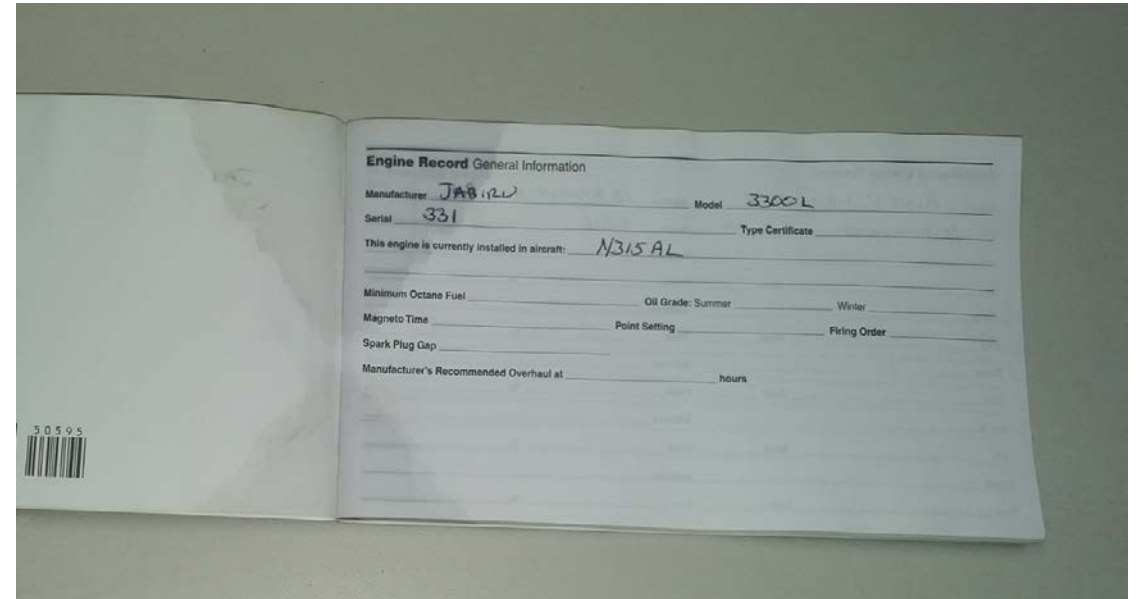 Engine Record General Information
Manufacturer JABIRU Model 3300L
Serial 331 Type Certificate
This engine is currently installed in aircraft: N315AL
Minimum Octane Fuel Oil Grade: Summer Winter
Magneto Time Point Setting Firing Order
Spark Plug Gap
Manufacturer's Recommended Overhaul at hours
50595